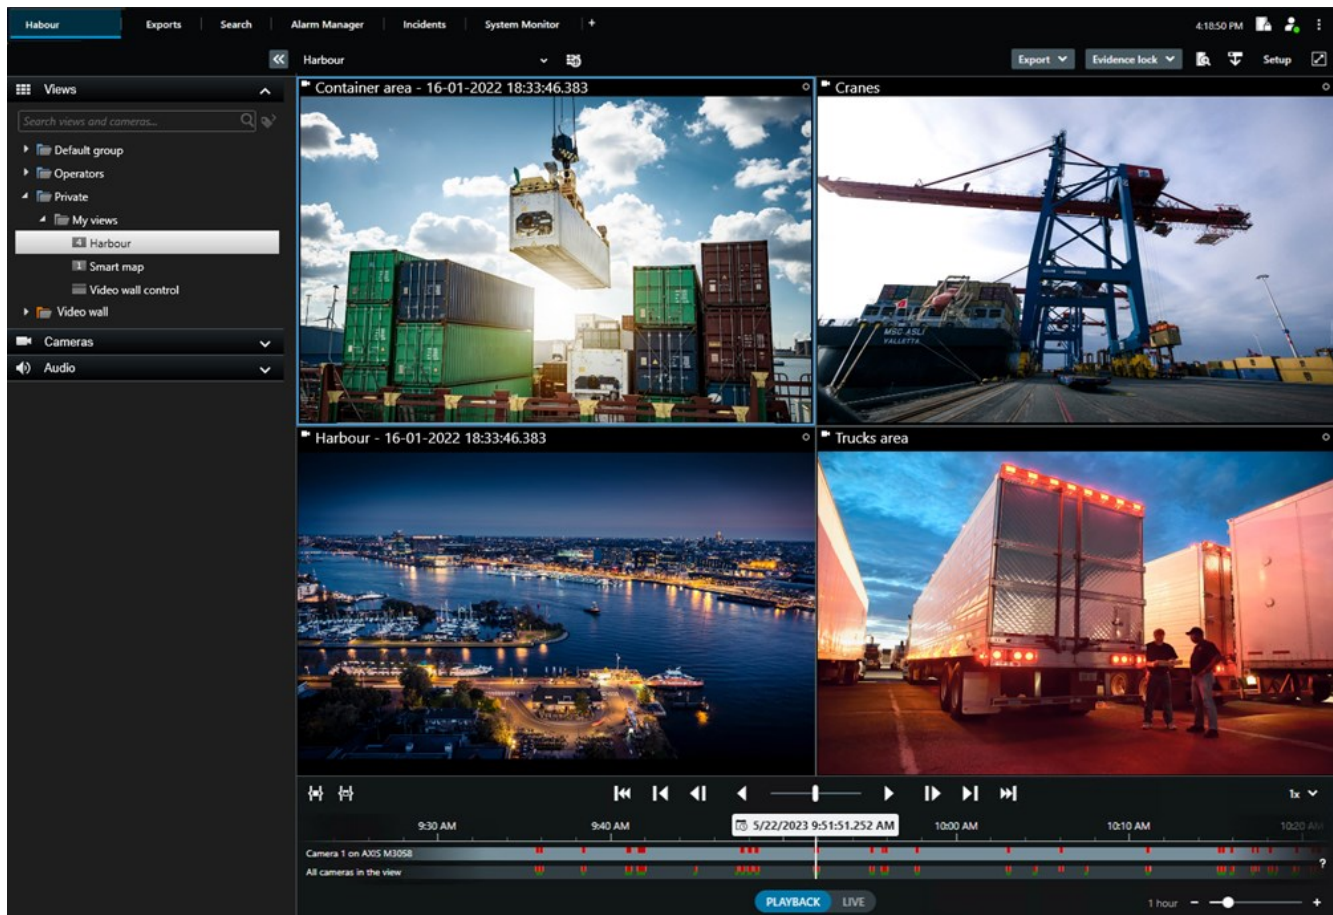 Habour Exports Search Alarm Manager Incidents System Monitor + 4:18:50 PM
Harbour Export Evidence lock Setup
Views
Search views and cameras...
Default group
Operators
Private
My views
4 Harbour
1 Smart map
Video wall control
Video wall
Cameras
Audio
Container area - 16-01-2022 18:33:46.383
Cranes
MSC ASLI
VALLETTA
Harbour - 16-01-2022 18:33:46.383
Trucks area
1x
9:30 AM 9:40 AM 5/22/2023 9:51:51.252 AM 10:00 AM 10:10 AM 10:20 AM
Camera 1 on AXIS M3058
All cameras in the view
?
PLAYBACK LIVE
1 hour - +